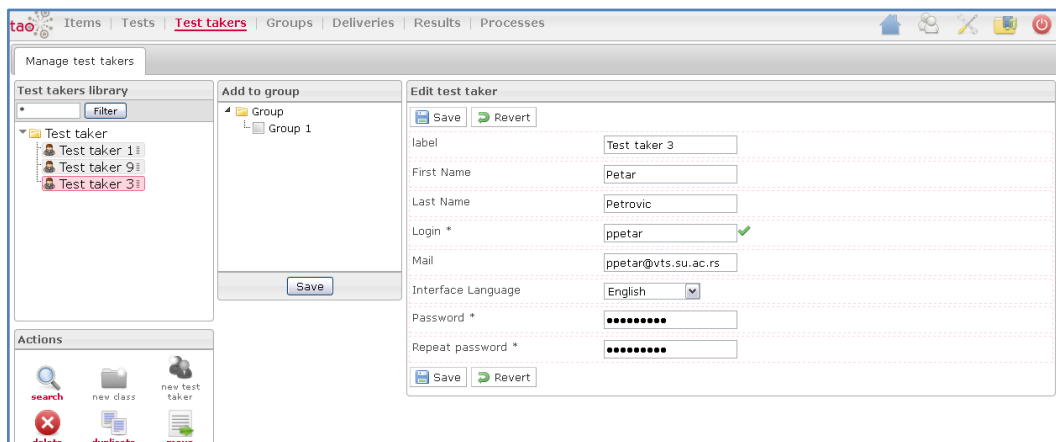 tao Items | Tests | Test takers | Groups | Deliveries | Results | Processes
Manage test takers
Test takers library
*
Filter
Test taker
Test taker 1
Test taker 9
Test taker 3
Actions
search
new class
new test
taker
delete
duplicate
move
Add to group
Group
Group 1
Save
Edit test taker
Save Revert
label Test taker 3
First Name Petar
Last Name Petrovic
Login * ppetar
Mail ppetar@vts.su.ac.rs
Interface Language English
Password * •••••••••
Repeat password * •••••••••
Save Revert